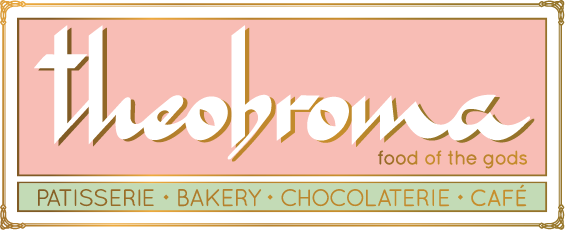 theobroma
food of the gods
PATISSERIE • BAKERY • CHOCOLATERIE • CAFÉ